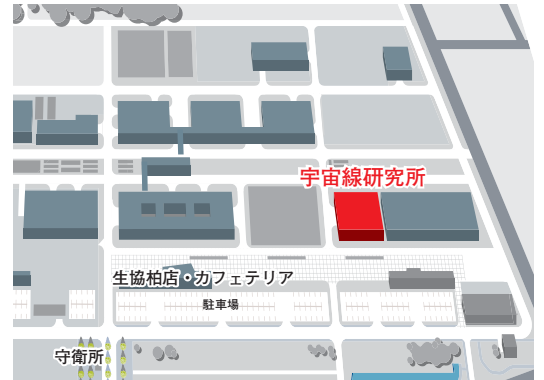 宇宙線研究所
生協柏店・カフェテリア
駐車場
守衛所